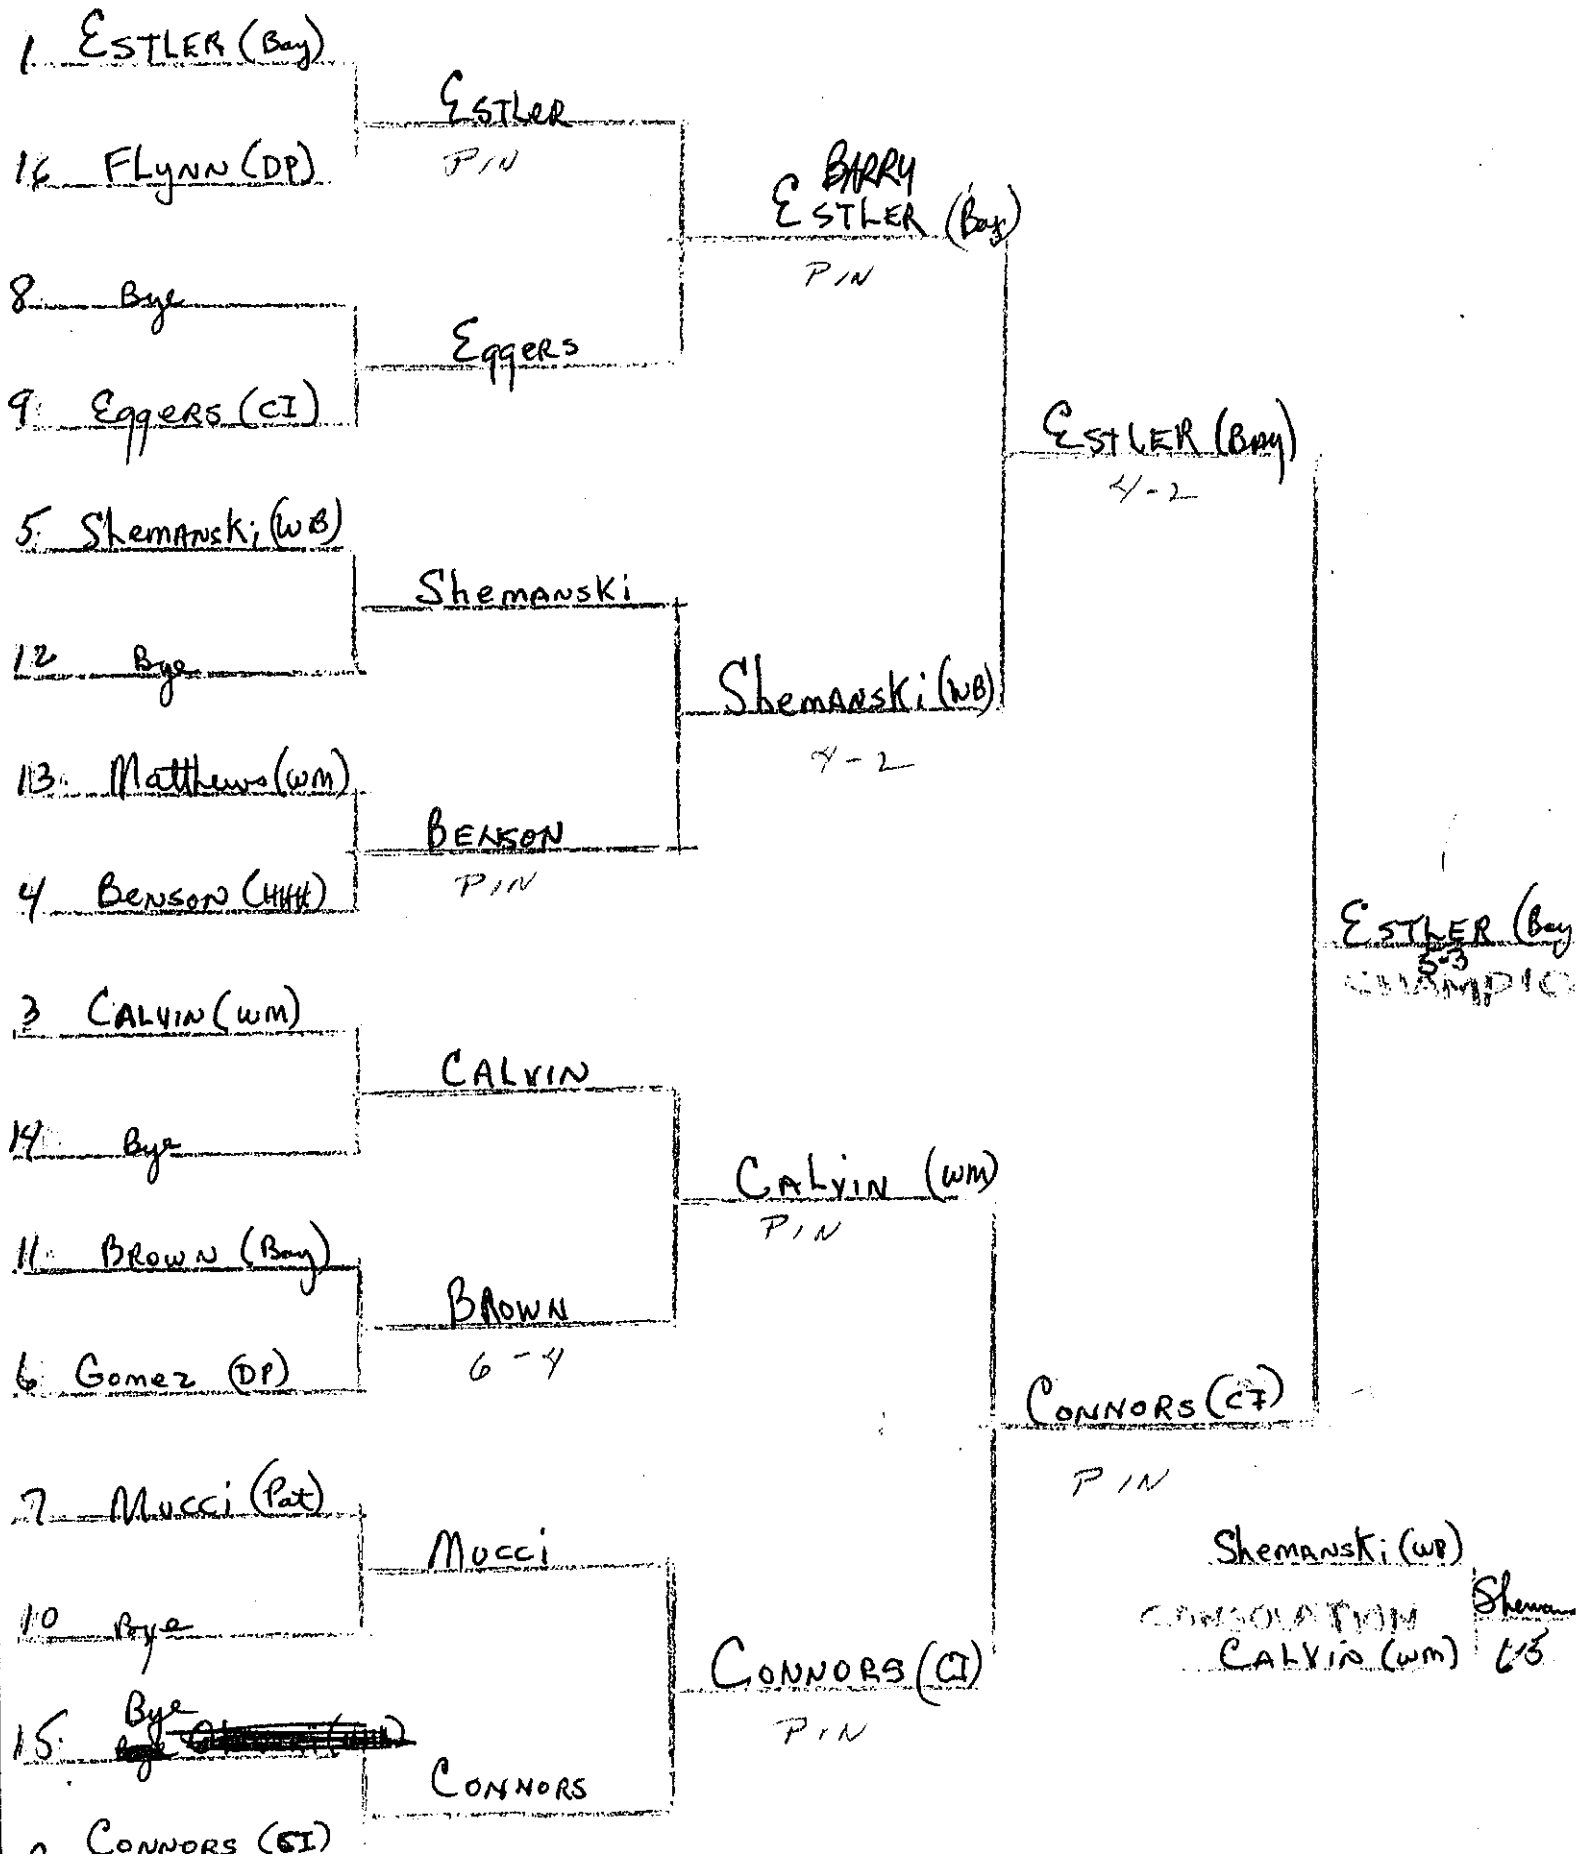 1 ESTLER (Bay)
ESTLER
PIN
16 FLYNN (DP)
BARRY
ESTLER (Bay)
PIN
8 Bye
Eggers
9 Eggers (CI)
ESTLER (BAY)
4-2
5 Shemanski (WB)
Shemanski
12 Bye
Shemanski (WB)
4-2
13 Matthews (WM)
BENSON
PIN
4 BENSON (HHH)
ESTLER (Bay
5-3
CHAMPIO
3 CALVIN (WM)
CALVIN
14 Bye
CALVIN (WM)
PIN
11 BROWN (Bay)
BROWN
6-4
6 Gomez (DP)
CONNORS (CI)
PIN
7 Mucci (Pat)
Mucci
10 Bye
CONNORS (CI)
PIN
Bye
15
CONNORS
CONNORS
Shemanski
CONSOLATION
CALVIN (WM)